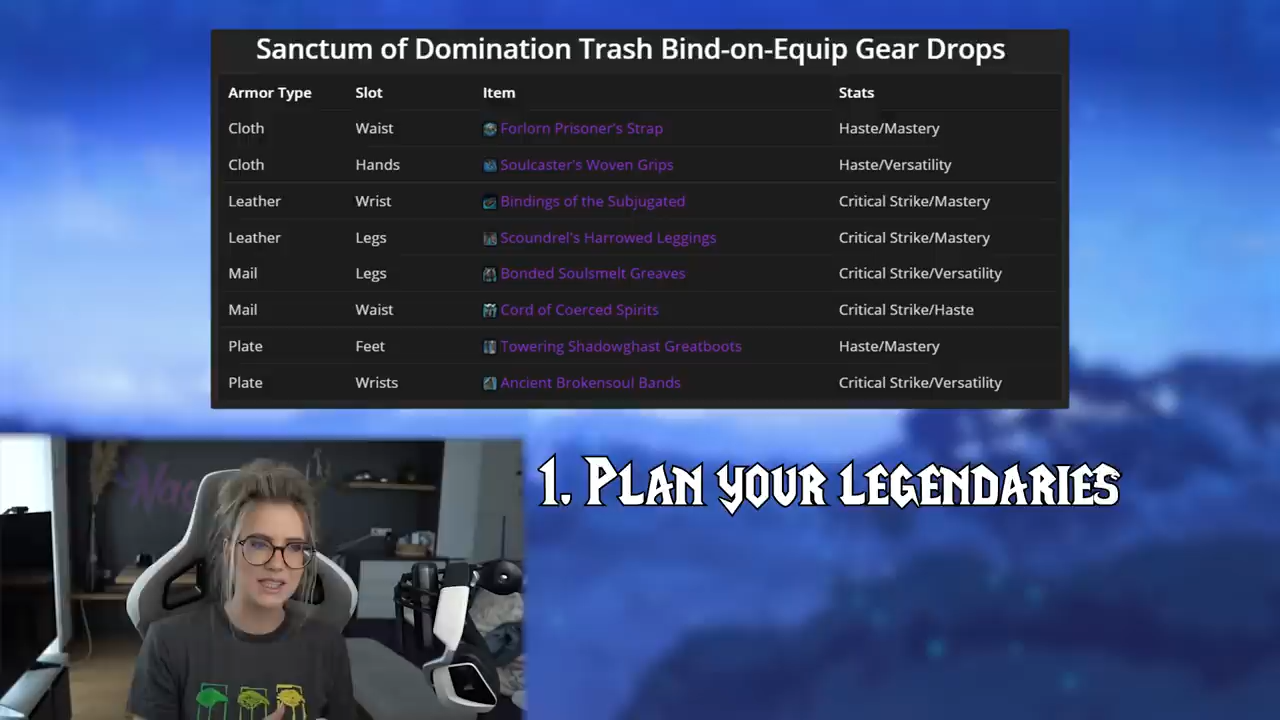 Sanctum of Domination Trash Bind-on-Equip Gear Drops
Armor Type Slot Item Stats
Cloth Waist Forlorn Prisoner's Strap Haste/Mastery
Cloth Hands Soulcaster's Woven Grips Haste/Versatility
Leather Wrist Bindings of the Subjugated Critical Strike/Mastery
Leather Legs Scoundrel's Harrowed Leggings Critical Strike/Mastery
Mail Legs Bonded Soulsmelt Greaves Critical Strike/Versatility
Mail Waist Cord of Coerced Spirits Critical Strike/Haste
Plate Feet Towering Shadowghast Greatboots Haste/Mastery
Plate Wrists Ancient Brokensoul Bands Critical Strike/Versatility
1. Plan your legendaries